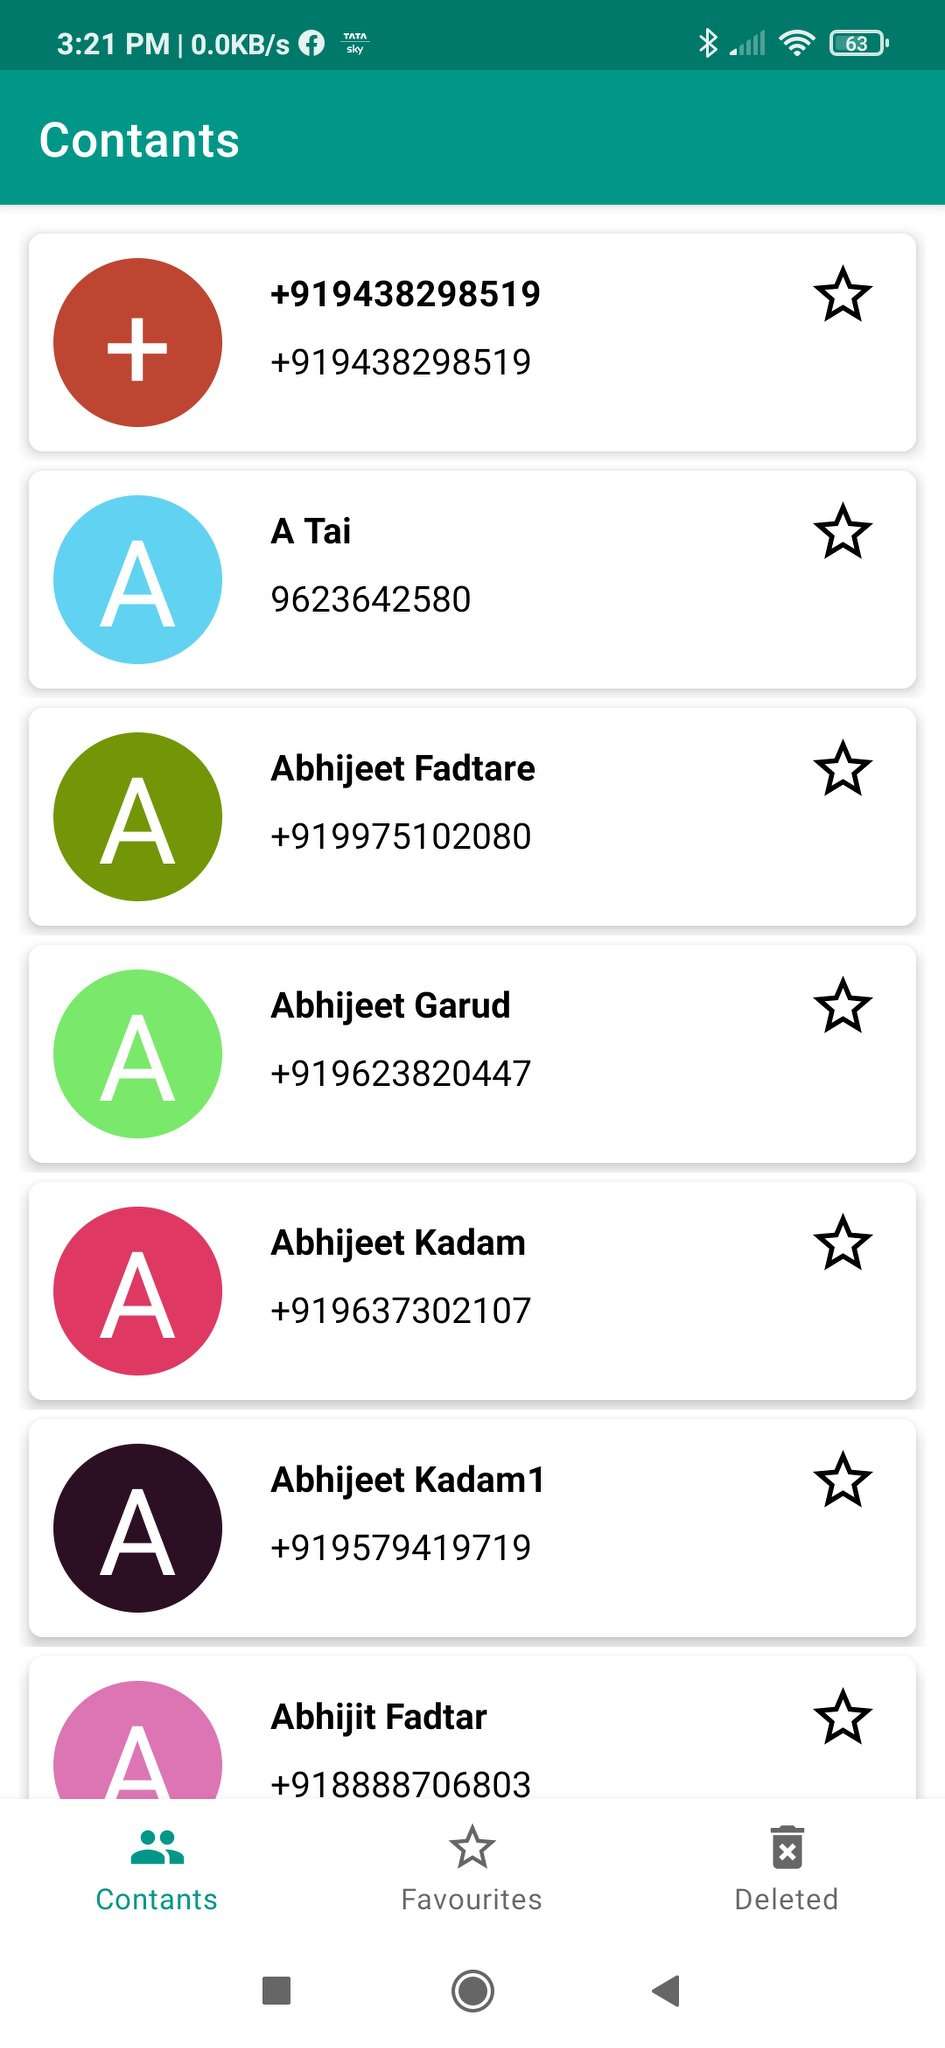 3:21 PM | 0.0KB/s TATA sky 63
Contants
+
+919438298519
+919438298519
A
A Tai
9623642580
A
Abhijeet Fadtare
+919975102080
A
Abhijeet Garud
+919623820447
A
Abhijeet Kadam
+919637302107
A
Abhijeet Kadam1
+919579419719
A
Abhijit Fadtar
+918888706803
Contants Favourites Deleted